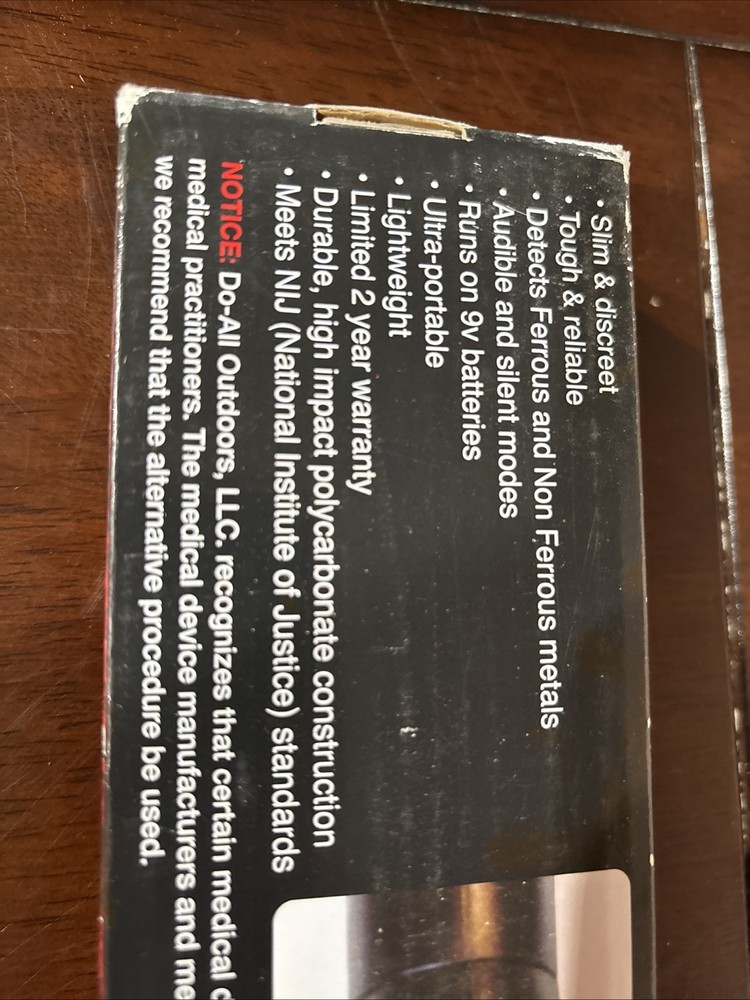 • Slim & discreet
• Tough & reliable
• Detects Ferrous and Non Ferrous metals
• Audible and silent modes
• Runs on 9v batteries
• Ultra-portable
• Lightweight
• Limited 2 year warranty
• Durable, high impact polycarbonate construction
• Meets NIJ (National Institute of Justice) standards
NOTICE: Do-All Outdoors, LLC. recognizes that certain medical
medical practitioners. The medical device manufacturers and
we recommend that the alternative procedure be used.